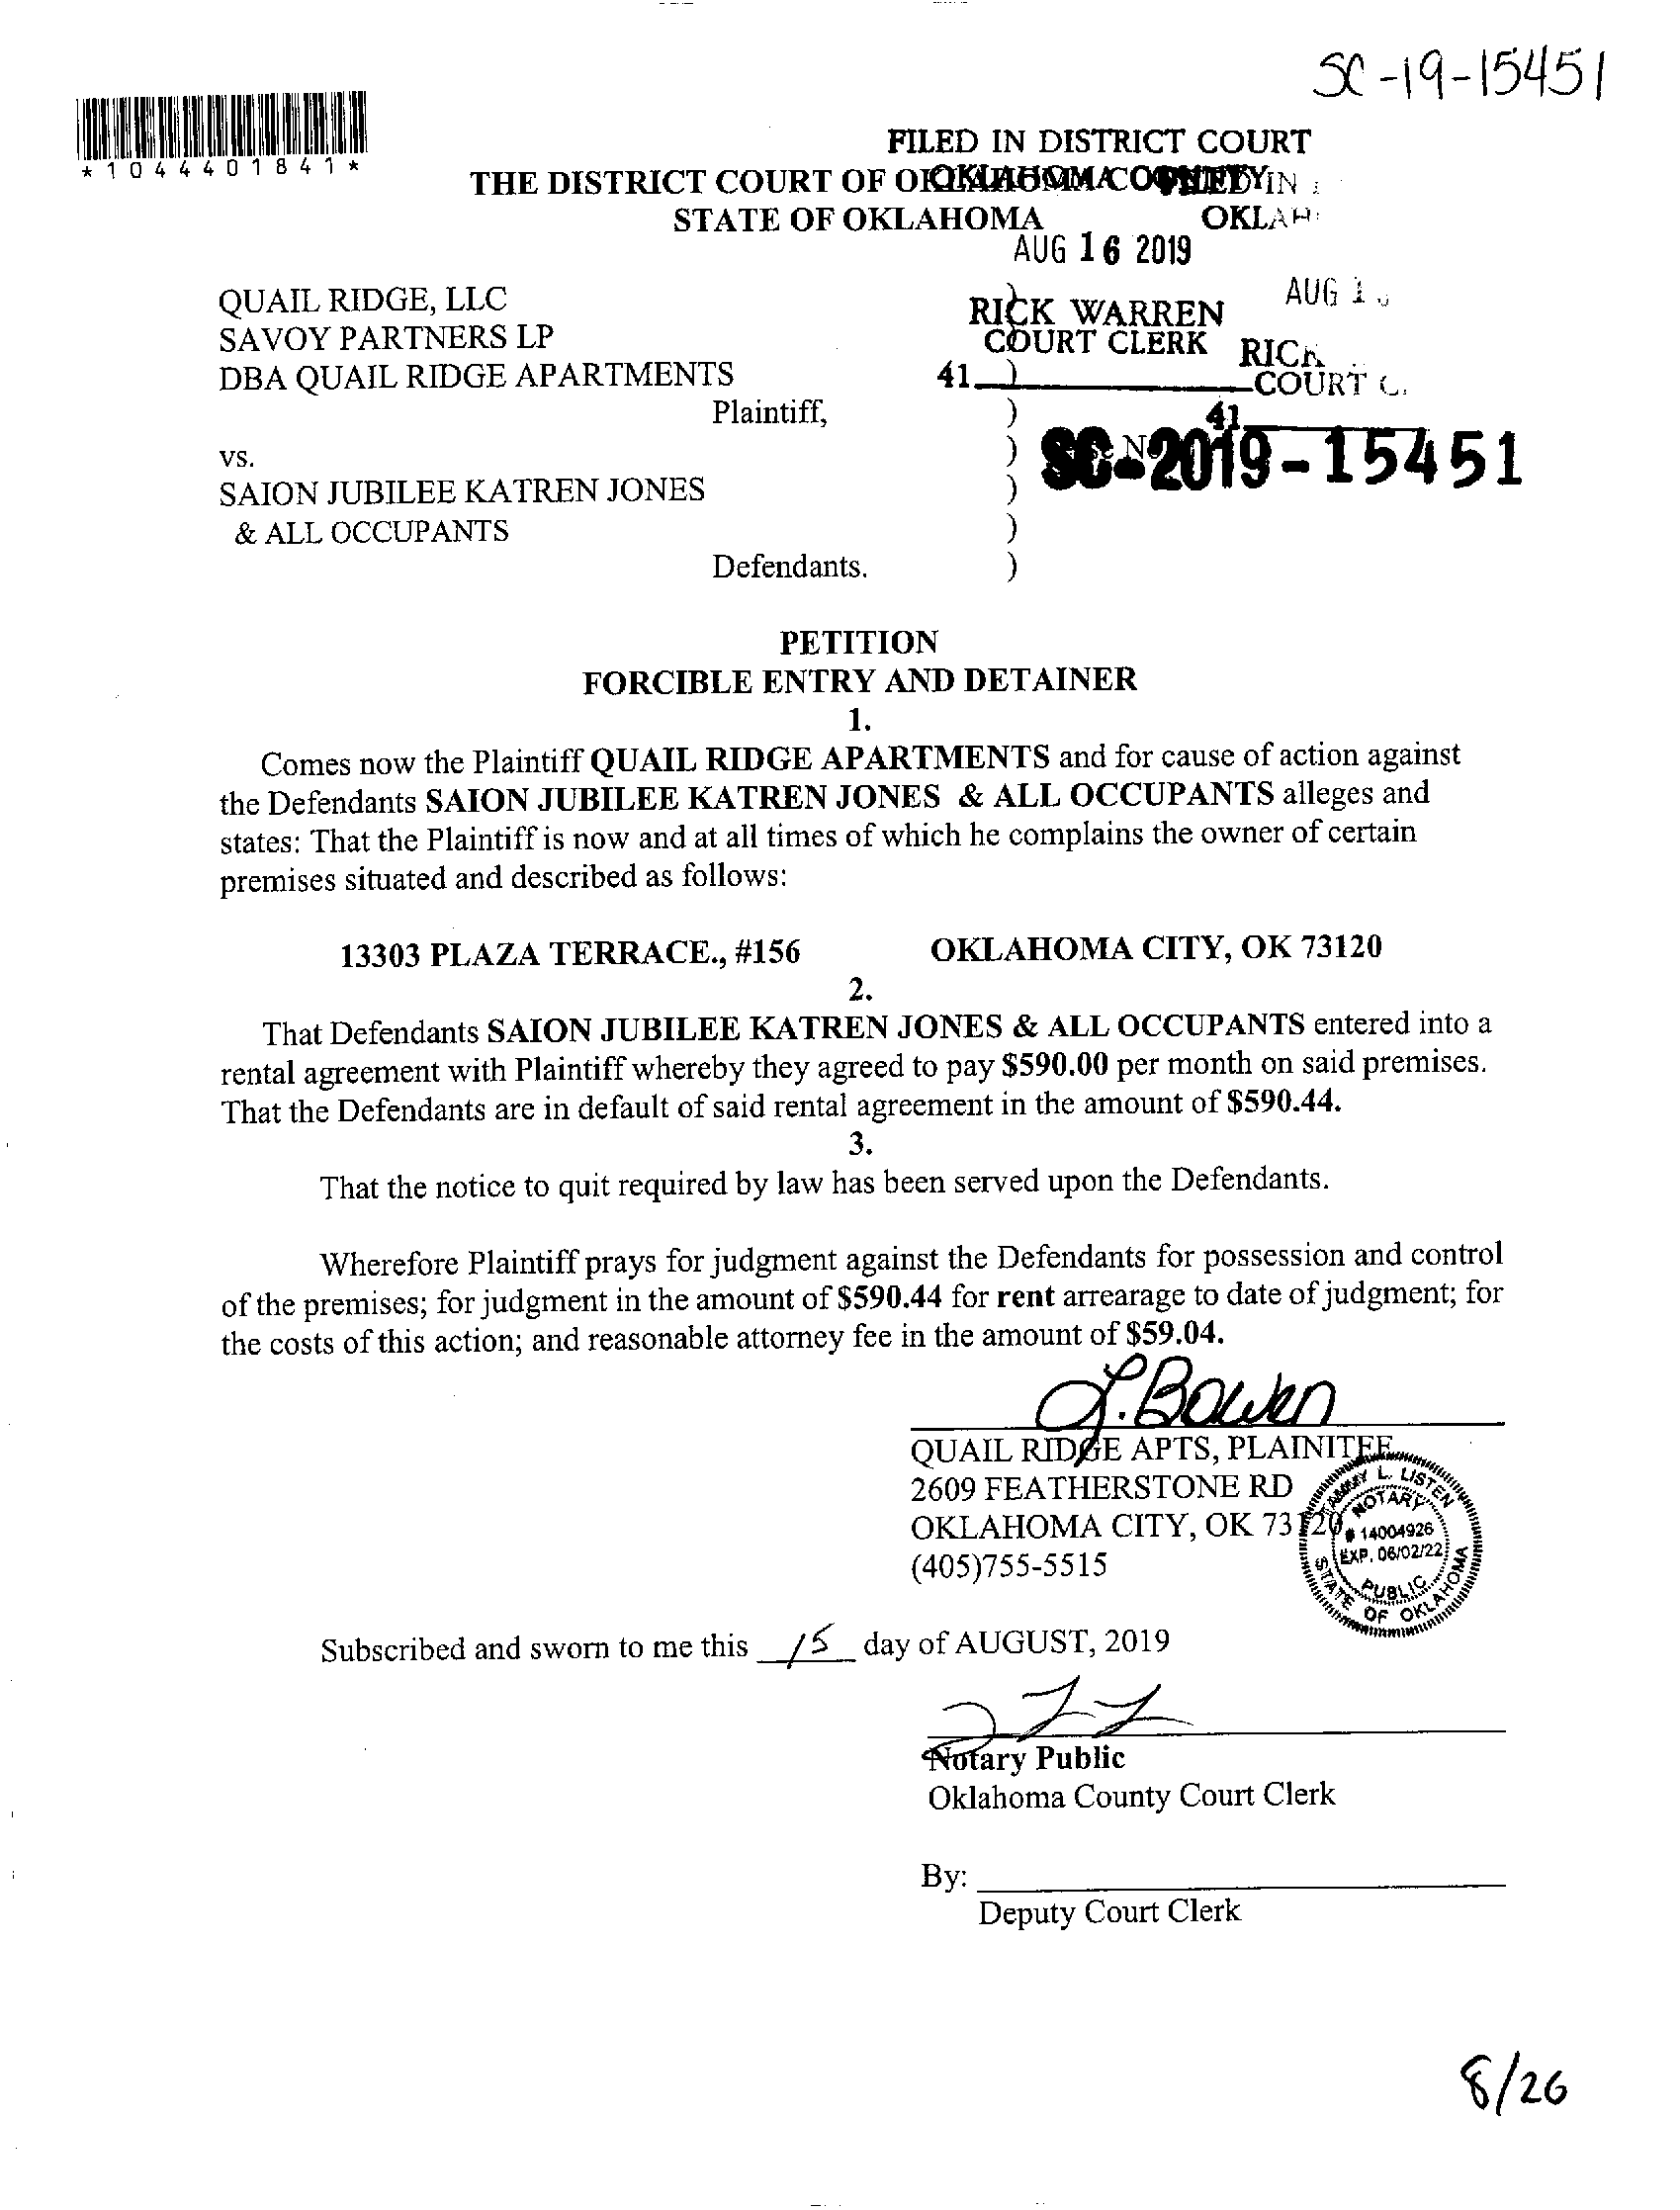 SC-19-15451
*1044401841*
FILED IN DISTRICT COURT
THE DISTRICT COURT OF OKLAHOMA COUNTY
STATE OF OKLAHOMA
OKLAH
AUG 16 2019
AUG 1
QUAIL RIDGE, LLC
RICK WARREN
SAVOY PARTNERS LP
COURT CLERK
RICK
DBA QUAIL RIDGE APARTMENTS
41 )
COURT C.
Plaintiff,
)
41
vs.
)
SC-2019-15451
SAION JUBILEE KATREN JONES
)
& ALL OCCUPANTS
)
Defendants.
)
PETITION
FORCIBLE ENTRY AND DETAINER
1.
Comes now the Plaintiff QUAIL RIDGE APARTMENTS and for cause of action against
the Defendants SAION JUBILEE KATREN JONES & ALL OCCUPANTS alleges and
states: That the Plaintiff is now and at all times of which he complains the owner of certain
premises situated and described as follows:
13303 PLAZA TERRACE., #156 OKLAHOMA CITY, OK 73120
2.
That Defendants SAION JUBILEE KATREN JONES & ALL OCCUPANTS entered into a
rental agreement with Plaintiff whereby they agreed to pay $590.00 per month on said premises.
That the Defendants are in default of said rental agreement in the amount of $590.44.
3.
That the notice to quit required by law has been served upon the Defendants.
Wherefore Plaintiff prays for judgment against the Defendants for possession and control
of the premises; for judgment in the amount of $590.44 for rent arrearage to date of judgment; for
the costs of this action; and reasonable attorney fee in the amount of $59.04.
L. Bowen
QUAIL RIDGE APTS, PLAINITFF
2609 FEATHERSTONE RD
OKLAHOMA CITY, OK 73120
(405)755-5515
TAMMY L. LISTEN
NOTARY
# 14004926
EXP. 06/02/22
PUBLIC
STATE OF OKLAHOMA
Subscribed and sworn to me this 15 day of AUGUST, 2019
Notary Public
Oklahoma County Court Clerk
By:
Deputy Court Clerk
8/26